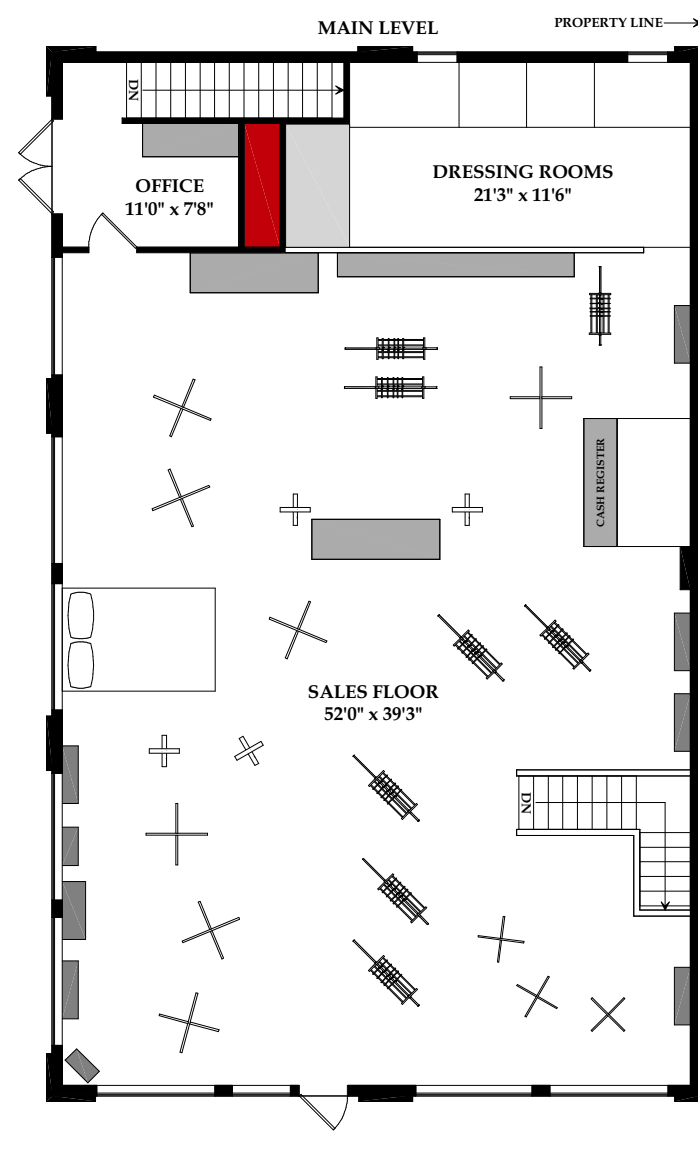 MAIN LEVEL
PROPERTY LINE
DN
OFFICE
11'0" x 7'8"
DRESSING ROOMS
21'3" x 11'6"
CASH REGISTER
SALES FLOOR
52'0" x 39'3"
DN